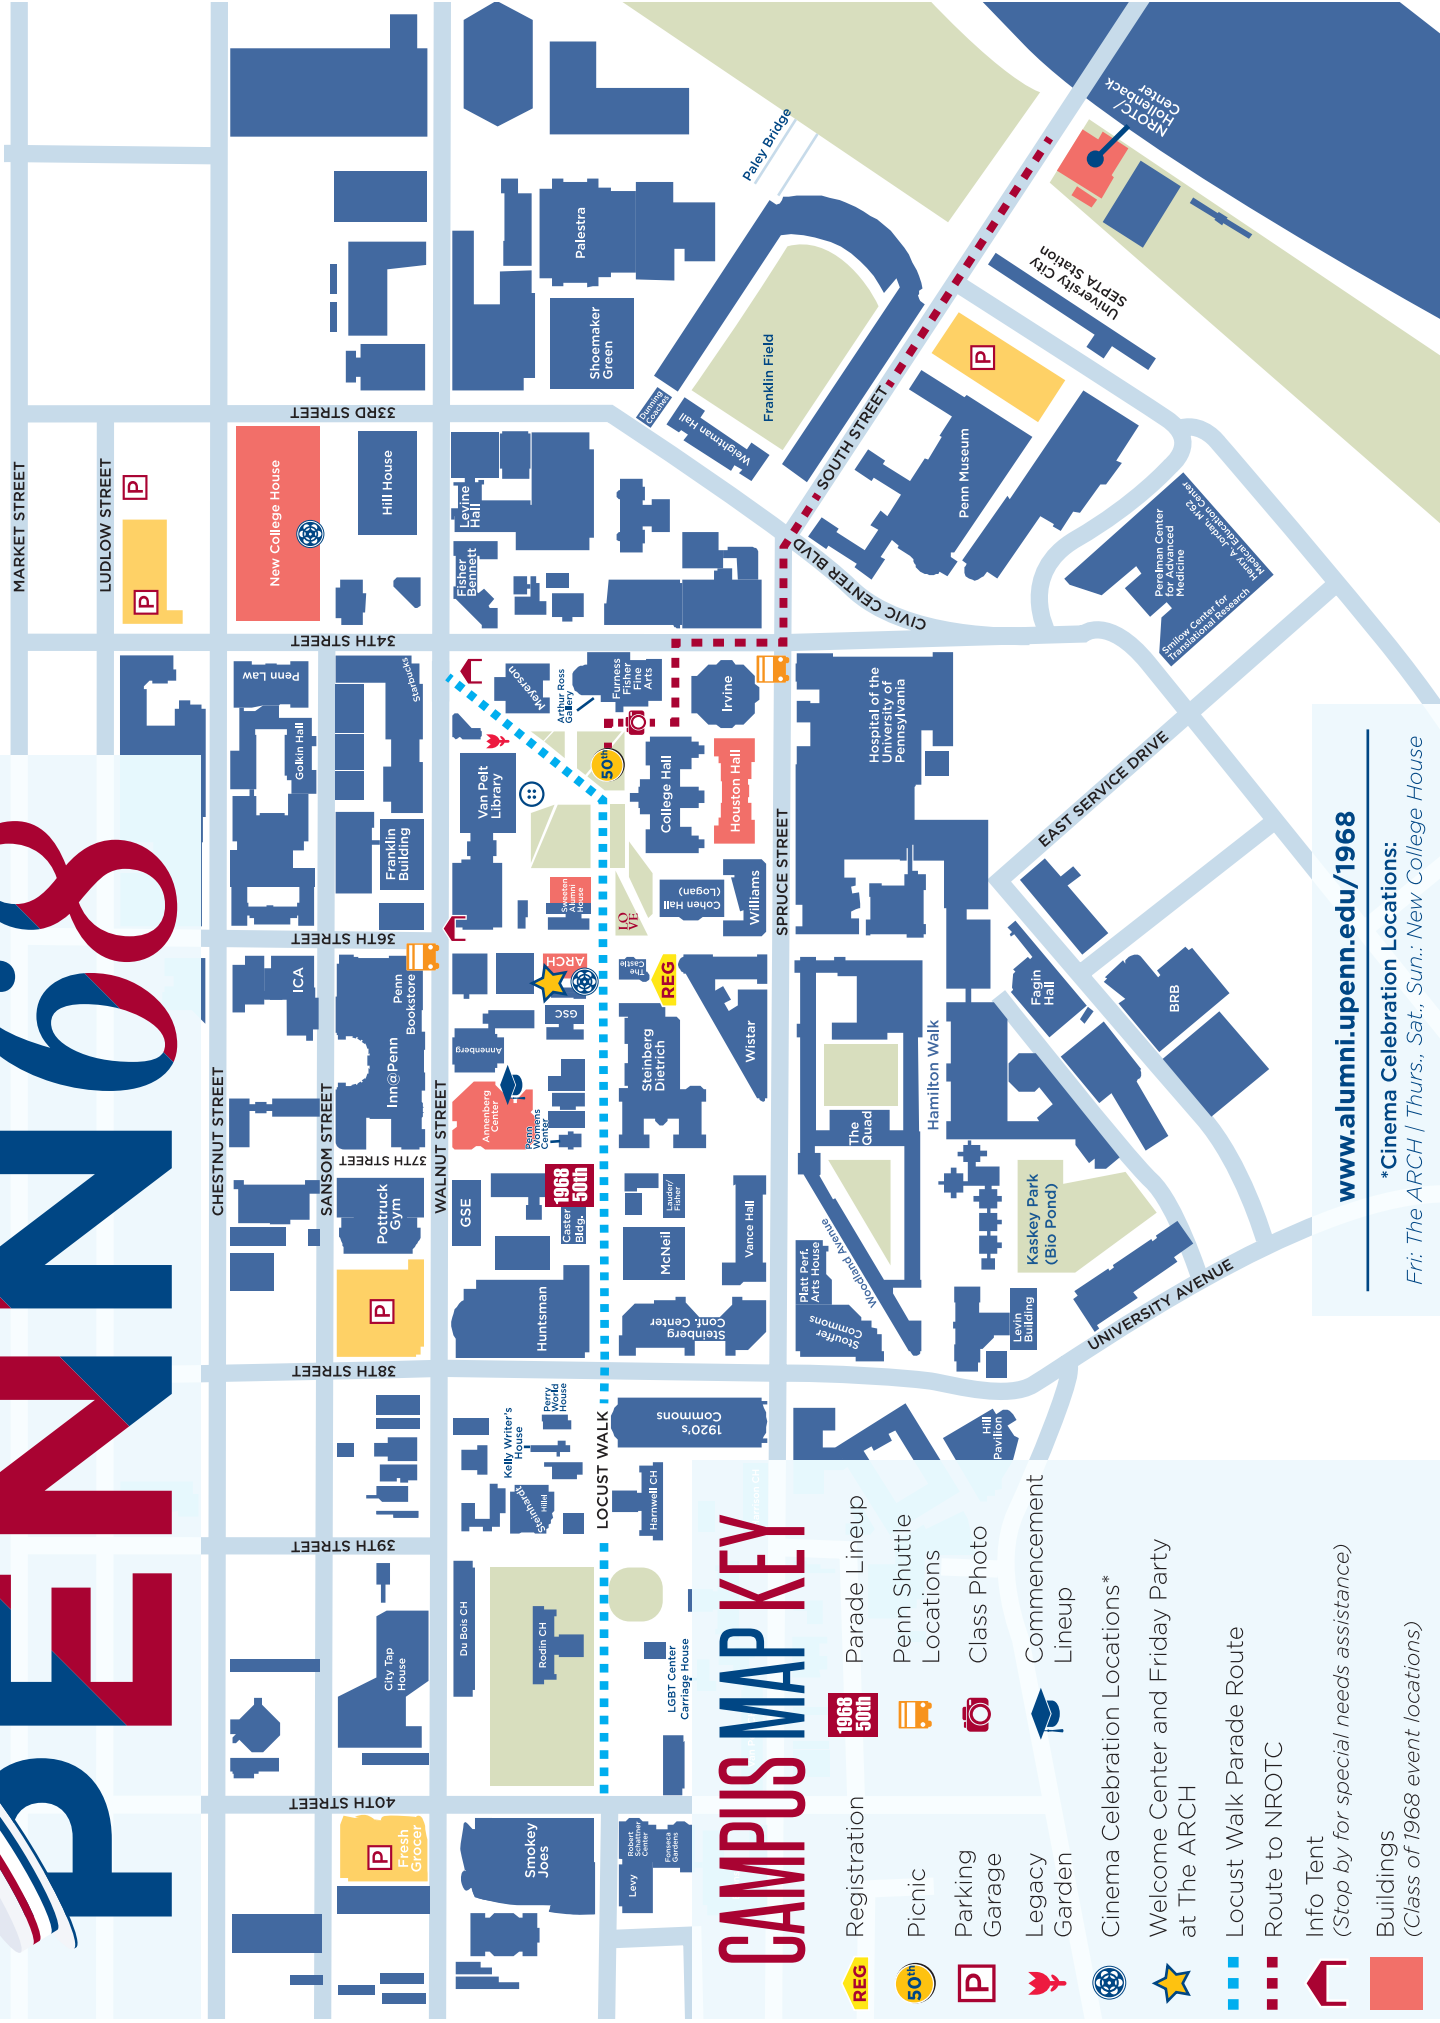 PENN 68
MARKET STREET
LUDLOW STREET
CHESTNUT STREET
SANSOM STREET
WALNUT STREET
LOCUST WALK
SPRUCE STREET
SOUTH STREET
CIVIC CENTER BLVD
EAST SERVICE DRIVE
UNIVERSITY AVENUE
Woodland Avenue
Hamilton Walk
33RD STREET
34TH STREET
36TH STREET
37TH STREET
38TH STREET
39TH STREET
40TH STREET
P
P
New College House
Hill House
Levine
Hall
Fisher
Bennett
Shoemaker
Green
Palestra
Paley Bridge
Franklin Field
Dunning
Coaches
Weightman Hall
NROTC/
Hollenback
Center
University City
SEPTA Station
P
Penn Museum
Perelman Center
for Advanced
Medicine
Henry A. Jordan, M'62
Medical Education Center
Smilow Center for
Translational Research
Penn Law
Golkin Hall
Starbucks
Franklin
Building
Meyerson
Arthur Ross
Gallery
Furness
Fisher
Fine
Arts
Irvine
50th
Van Pelt
Library
College Hall
Houston Hall
Hospital of the
University of
Pennsylvania
Sweeten
Alumni
House
LO
VE
Cohen Hall
(Logan)
Williams
ICA
Penn
Bookstore
Inn@Penn
Annenberg
Annenberg
Center
Penn
Womens
Center
ARCH
GSC
The
Castle
REG
Steinberg
Dietrich
Wistar
The
Quad
Fagin
Hall
BRB
Pottruck
Gym
P
GSE
1968
50th
Caster
Bldg.
Lauder/
Fisher
McNeil
Vance Hall
Huntsman
Steinberg
Conf. Center
Platt Perf.
Arts House
Stouffer
Commons
Kaskey Park
(Bio Pond)
Levin
Building
Hill
Pavilion
Perry
World
House
Kelly Writer's
House
Steinhardt
Hillel
1920's
Commons
Harnwell CH
City Tap
House
Du Bois CH
Rodin CH
LGBT Center
Carriage House
P
Fresh
Grocer
Smokey
Joes
Robert
Schattner
Center
Levy
Fonseca
Gardens
CAMPUS MAP KEY
REG Registration
50th Picnic
P Parking
Garage
Legacy
Garden
Cinema Celebration Locations*
Welcome Center and Friday Party
at The ARCH
Locust Walk Parade Route
Route to NROTC
Info Tent
(Stop by for special needs assistance)
Buildings
(Class of 1968 event locations)
1968
50th
Parade Lineup
Penn Shuttle
Locations
Class Photo
Commencement
Lineup
www.alumni.upenn.edu/1968
*Cinema Celebration Locations:
Fri: The ARCH | Thurs., Sat., Sun.: New College House